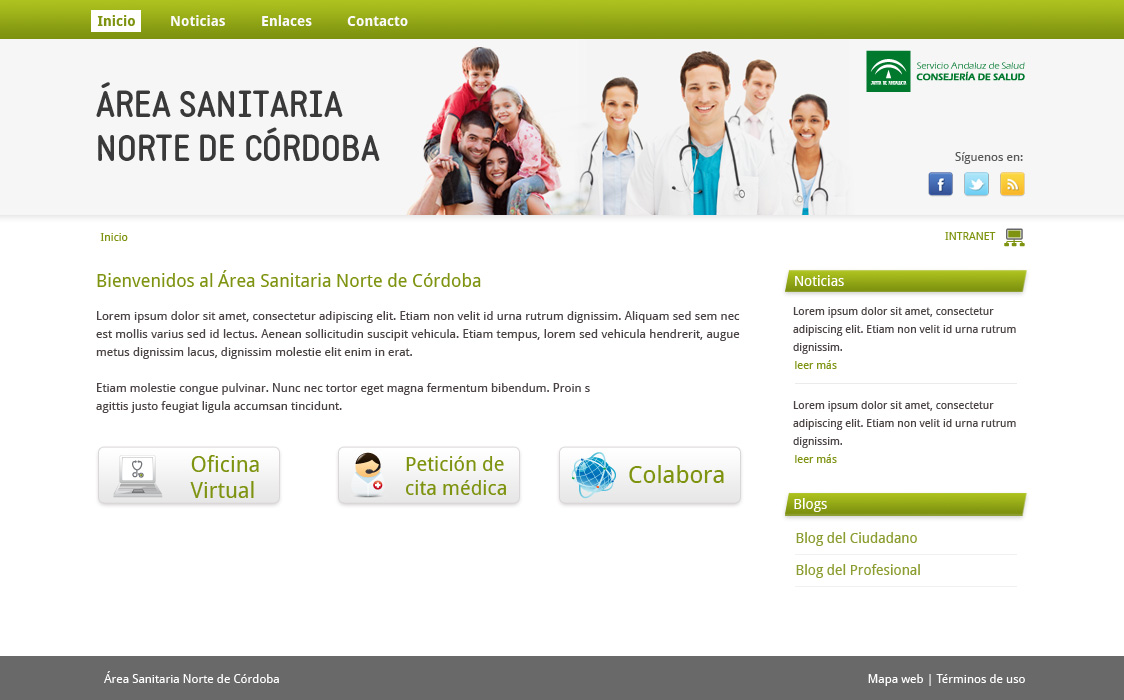 Inicio Noticias Enlaces Contacto
ÁREA SANITARIA
NORTE DE CÓRDOBA
Servicio Andaluz de Salud
CONSEJERÍA DE SALUD
JUNTA DE ANDALUCIA
Síguenos en:
Inicio
INTRANET
Bienvenidos al Área Sanitaria Norte de Córdoba
Lorem ipsum dolor sit amet, consectetur adipiscing elit. Etiam non velit id urna rutrum dignissim. Aliquam sed sem nec
est mollis varius sed id lectus. Aenean sollicitudin suscipit vehicula. Etiam tempus, lorem sed vehicula hendrerit, augue
metus dignissim lacus, dignissim molestie elit enim in erat.
Etiam molestie congue pulvinar. Nunc nec tortor eget magna fermentum bibendum. Proin s
agittis justo feugiat ligula accumsan tincidunt.
Oficina
Virtual
Petición de
cita médica
Colabora
Noticias
Lorem ipsum dolor sit amet, consectetur
adipiscing elit. Etiam non velit id urna rutrum
dignissim.
leer más
Lorem ipsum dolor sit amet, consectetur
adipiscing elit. Etiam non velit id urna rutrum
dignissim.
leer más
Blogs
Blog del Ciudadano
Blog del Profesional
Área Sanitaria Norte de Córdoba
Mapa web | Términos de uso